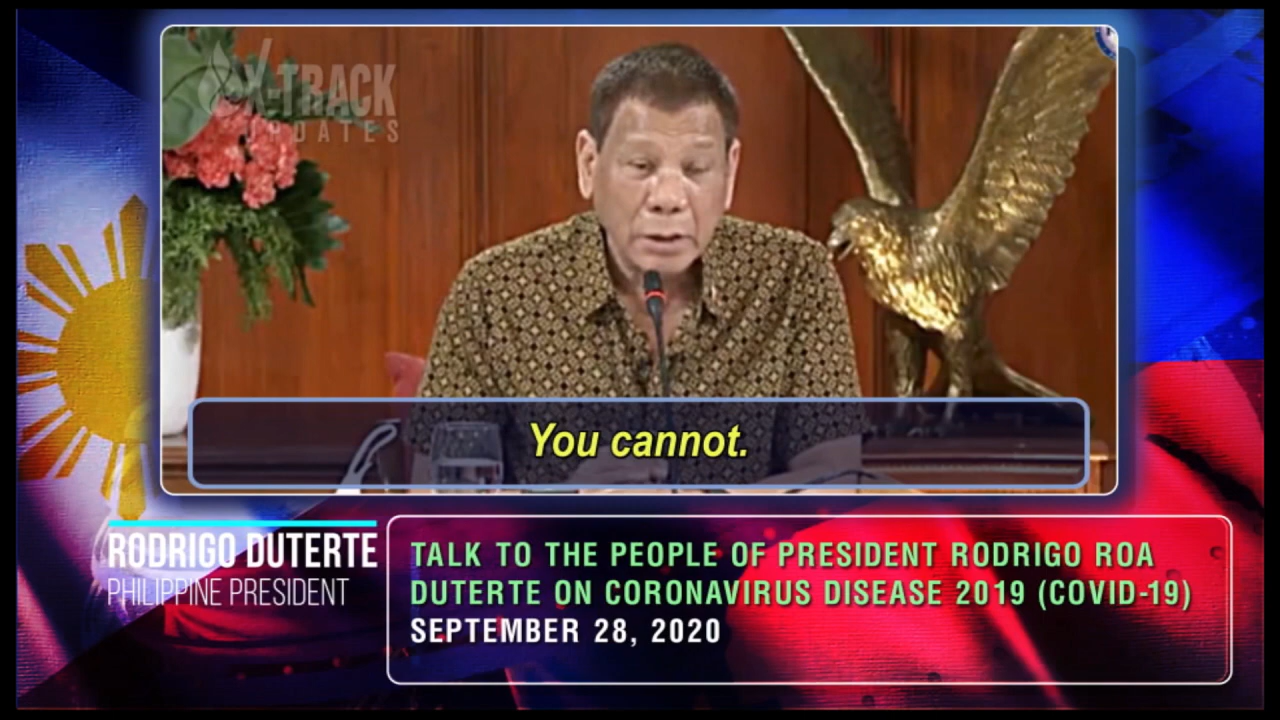 X-TRACK
UPDATES
You cannot.
RODRIGO DUTERTE
PHILIPPINE PRESIDENT
TALK TO THE PEOPLE OF PRESIDENT RODRIGO ROA
DUTERTE ON CORONAVIRUS DISEASE 2019 (COVID-19)
SEPTEMBER 28, 2020